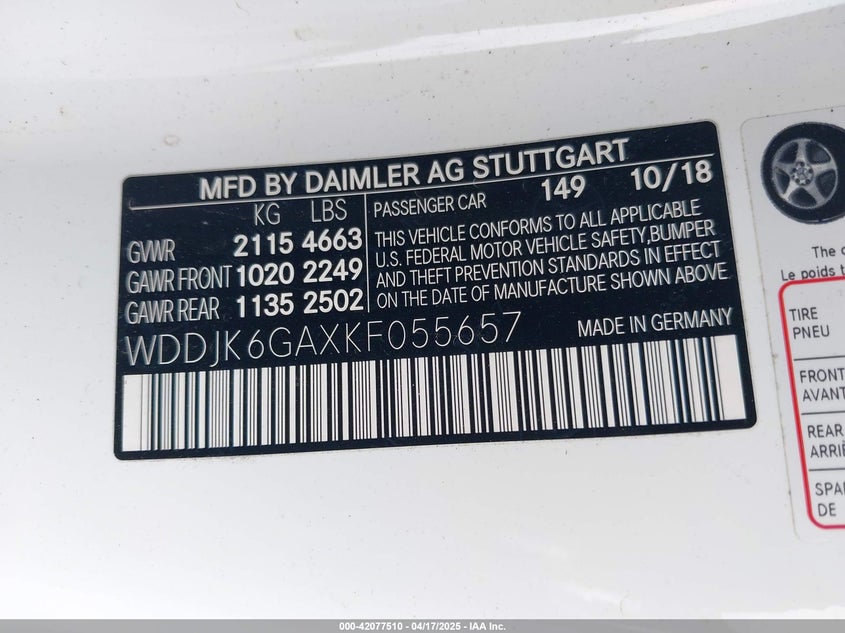 MFD BY DAIMLER AG STUTTGART
KG LBS
GVWR 2115 4663
GAWR FRONT 1020 2249
GAWR REAR 1135 2502
PASSENGER CAR 149 10/18
THIS VEHICLE CONFORMS TO ALL APPLICABLE
U.S. FEDERAL MOTOR VEHICLE SAFETY, BUMPER
AND THEFT PREVENTION STANDARDS IN EFFECT
ON THE DATE OF MANUFACTURE SHOWN ABOVE
WDDJK6GAXKF055657
MADE IN GERMANY
The
Le poids
TIRE
PNEU
FRONT
AVANT
REAR
DE
000-42077510 - 04/17/2025 - IAA Inc.